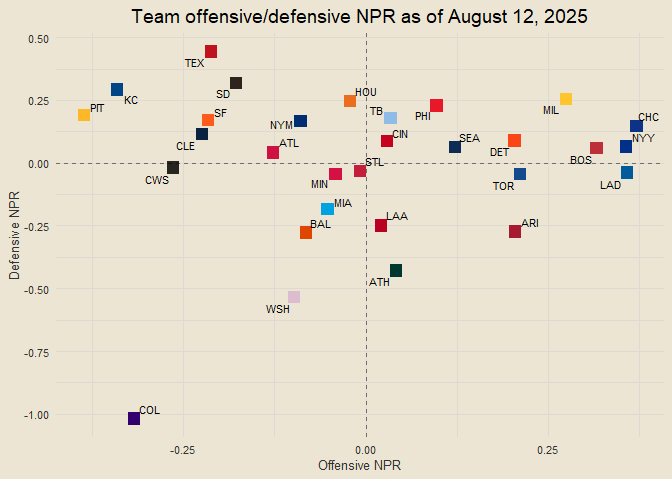 Team offensive/defensive NPR as of August 12, 2025
0.50
TEX
SD
KC
HOU
MIL
0.25
PIT
SF
TB
PHI
CHC
NYM
CIN
SEA
NYY
CLE
ATL
DET
BOS
0.00
STL
CWS
MIN
TOR
LAD
MIA
LAA
BAL
ARI
-0.25
ATH
WSH
-0.50
-0.75
COL
-1.00
Defensive NPR
-0.25
0.00
0.25
Offensive NPR